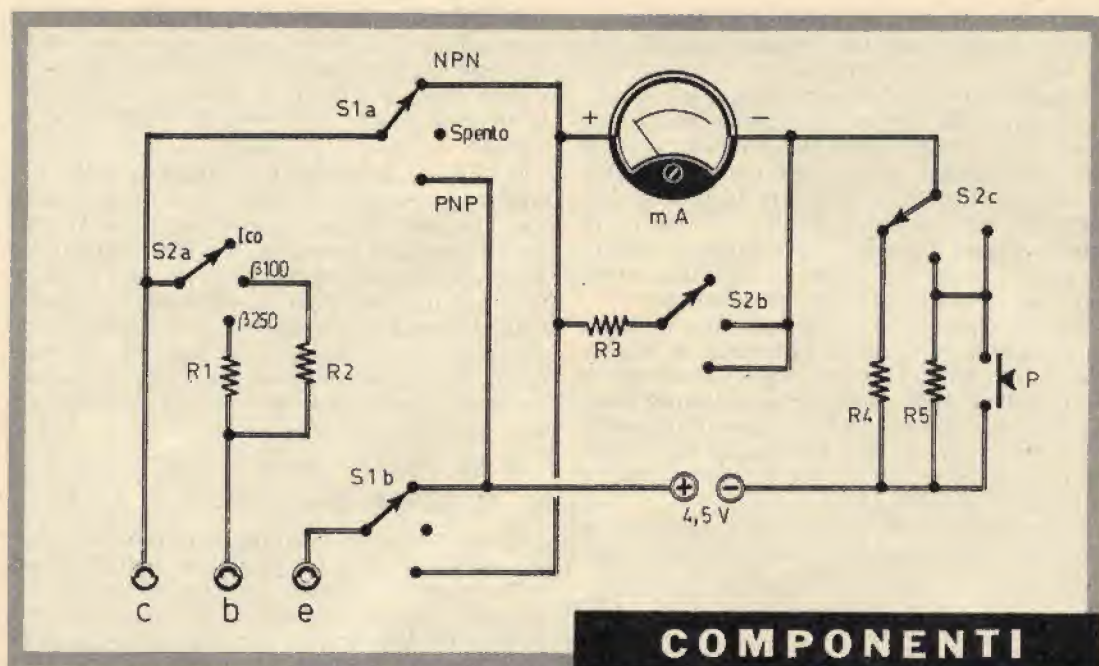 NPN
S1a
Spento
PNP
+
−
mA
S2c
S2a
Ico
β100
β250
R1
R2
R3
S2b
R4
R5
P
S1b
+
−
4,5 V
c
b
e
COMPONENTI